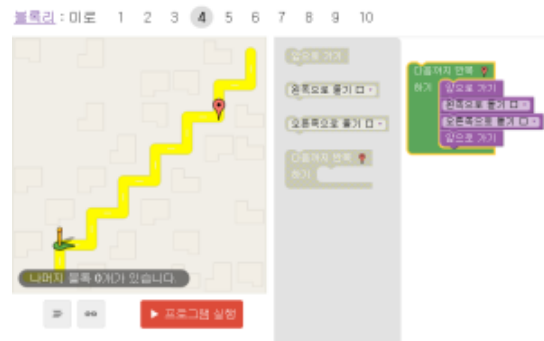 블록리 : 미로 1 2 3 4 5 6 7 8 9 10
앞으로 가기
왼쪽으로 돌기
오른쪽으로 돌기
다음까지 반복
하기
다음까지 반복
하기 앞으로 가기
왼쪽으로 돌기
오른쪽으로 돌기
앞으로 가기
나머지 블록 0개가 있습니다.
프로그램 실행